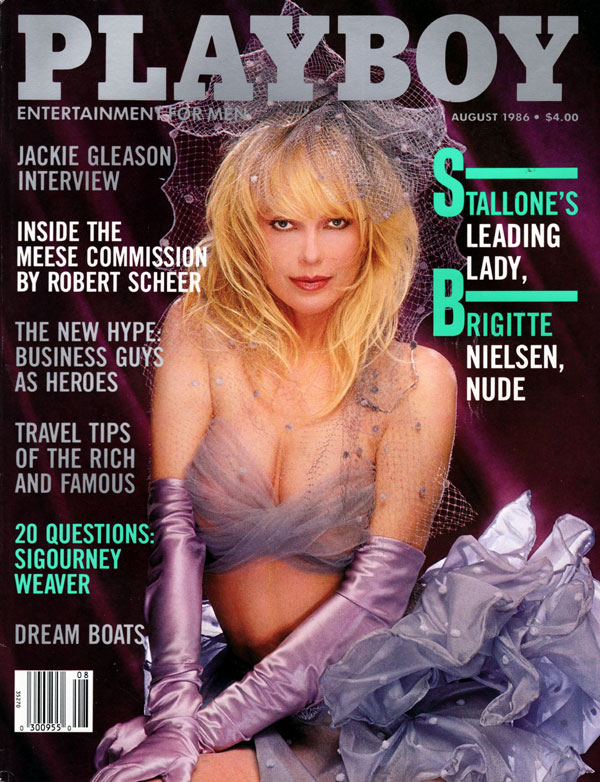 PLAYBOY
ENTERTAINMENT FOR MEN
AUGUST 1986 • $4.00
JACKIE GLEASON
INTERVIEW
INSIDE THE
MEESE COMMISSION
BY ROBERT SCHEER
THE NEW HYPE:
BUSINESS GUYS
AS HEROES
TRAVEL TIPS
OF THE RICH
AND FAMOUS
20 QUESTIONS:
SIGOURNEY
WEAVER
DREAM BOATS
STALLONE'S
LEADING
LADY,
BRIGITTE
NIELSEN,
NUDE
08
35270
0 300955 0